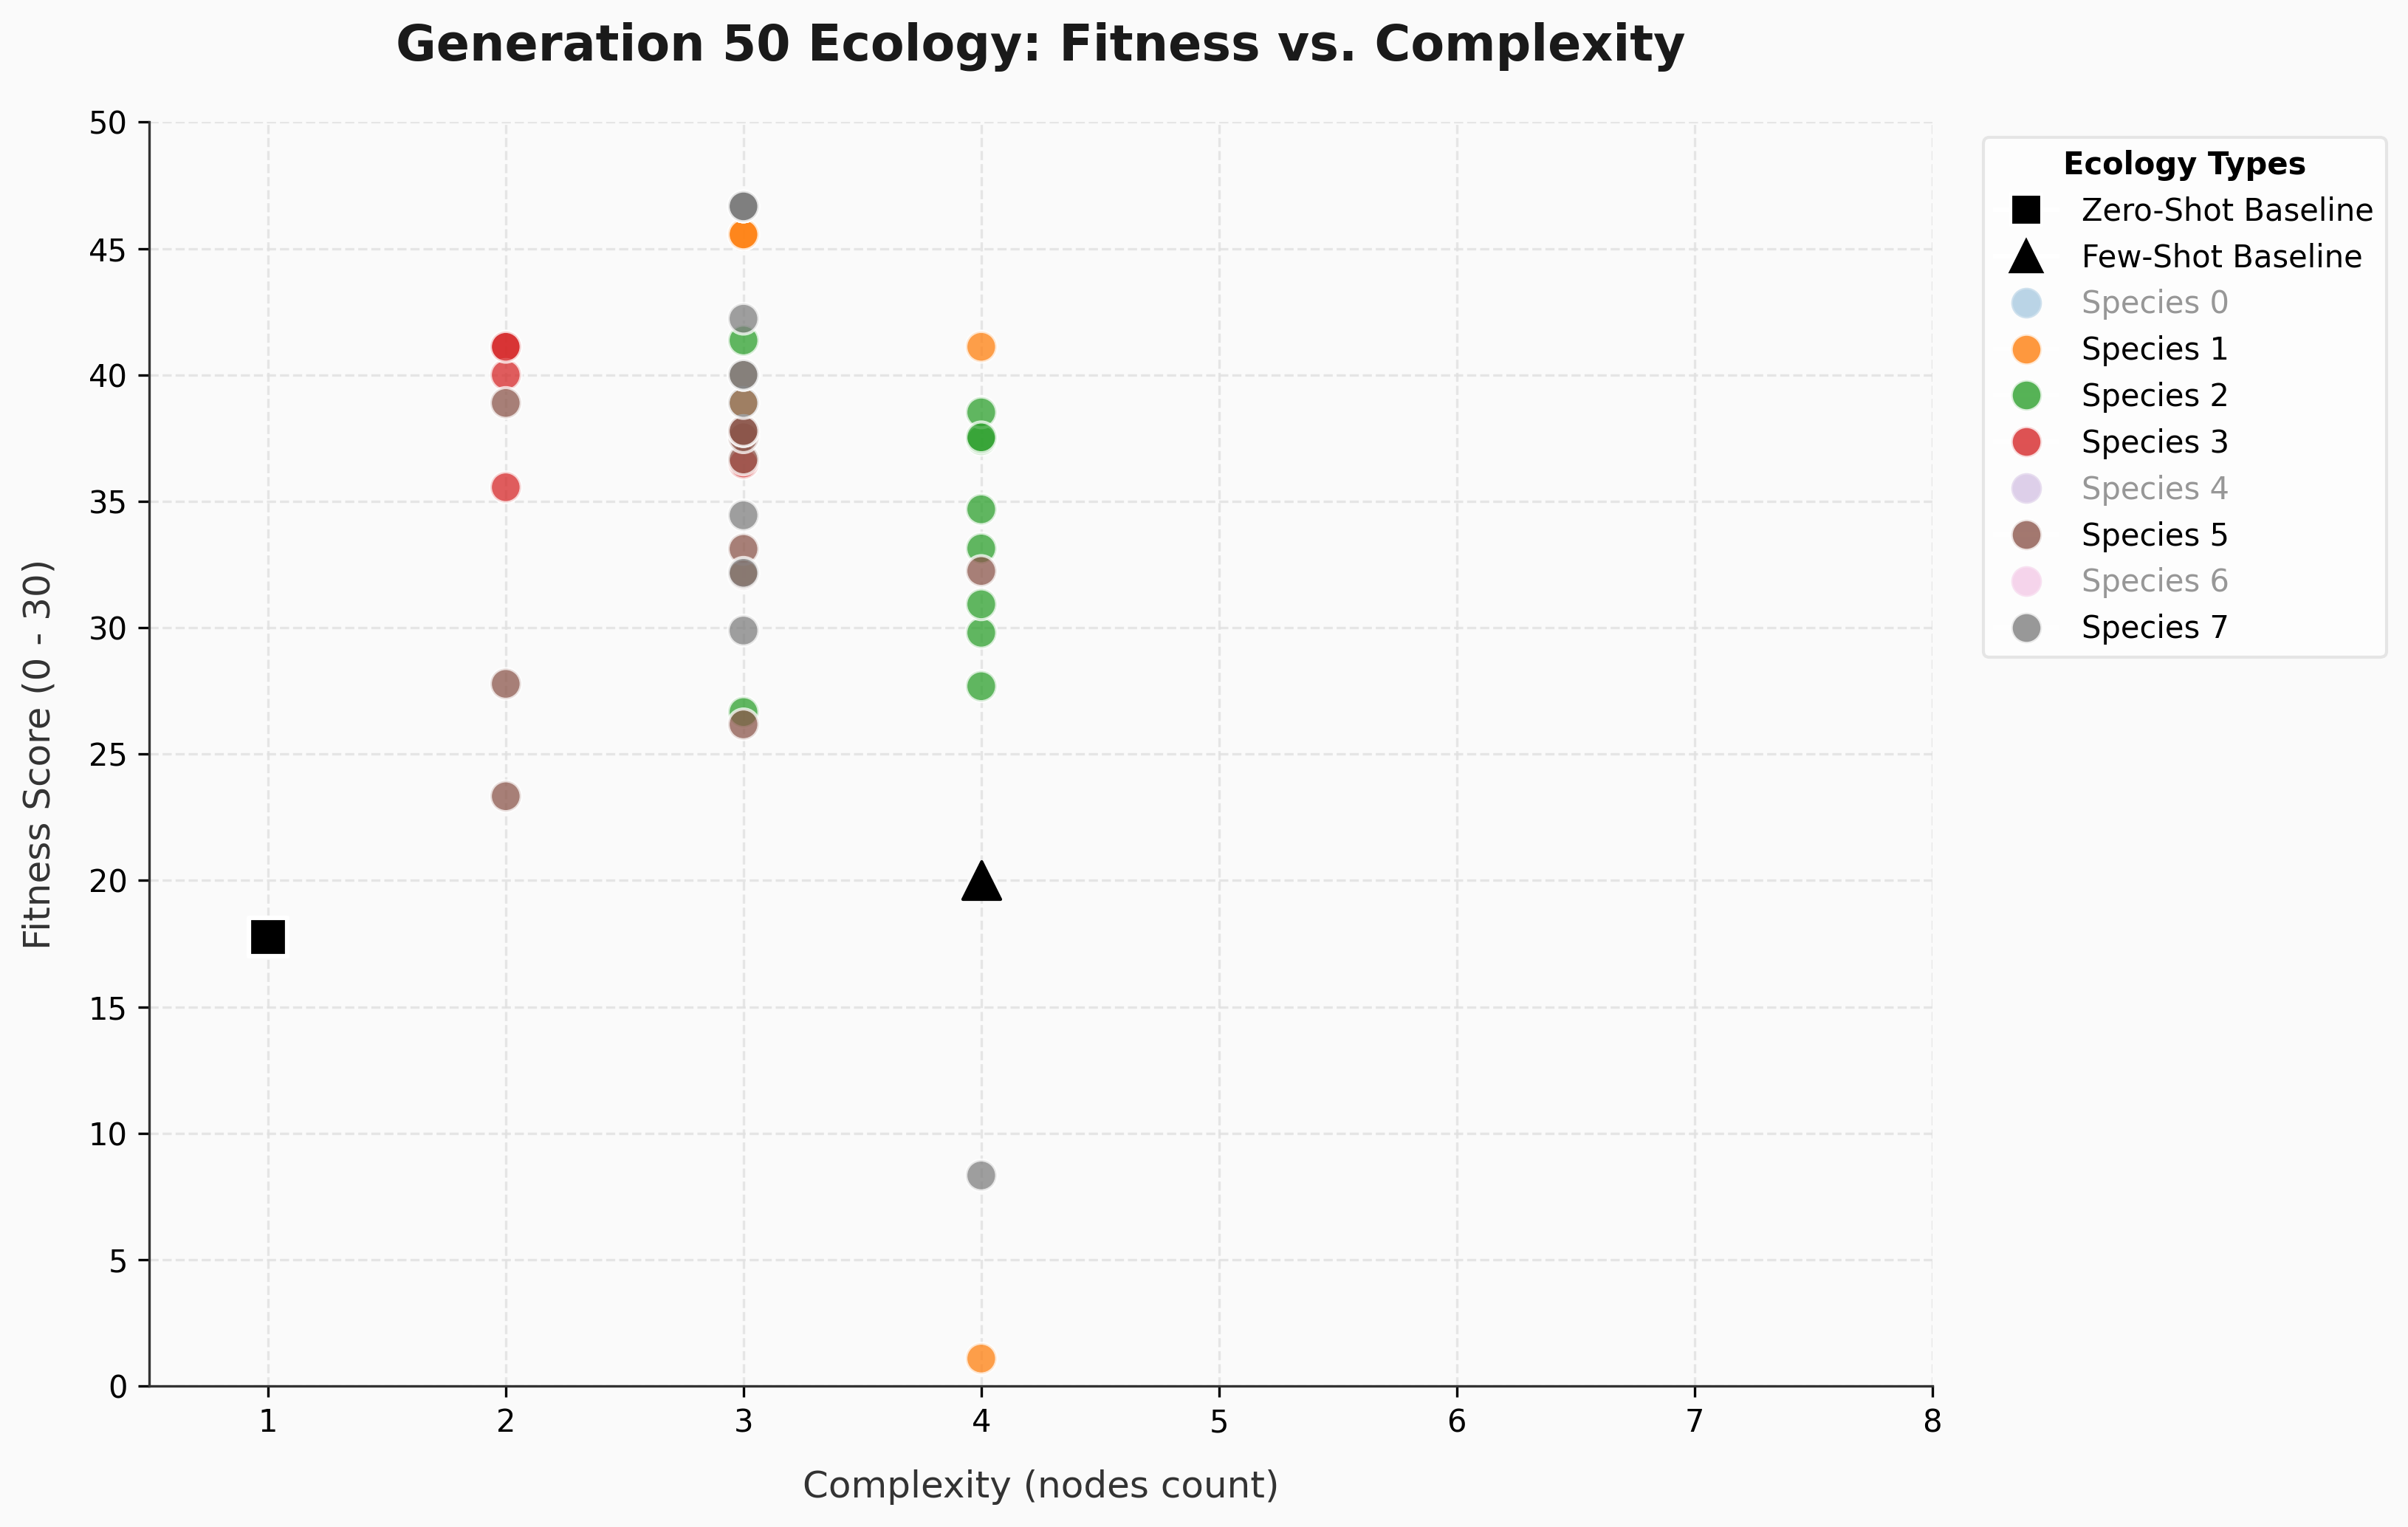 Generation 50 Ecology: Fitness vs. Complexity
Fitness Score (0 - 30)
50
45
40
35
30
25
20
15
10
5
0
1 2 3 4 5 6 7 8
Complexity (nodes count)
Ecology Types
Zero-Shot Baseline
Few-Shot Baseline
Species 0
Species 1
Species 2
Species 3
Species 4
Species 5
Species 6
Species 7